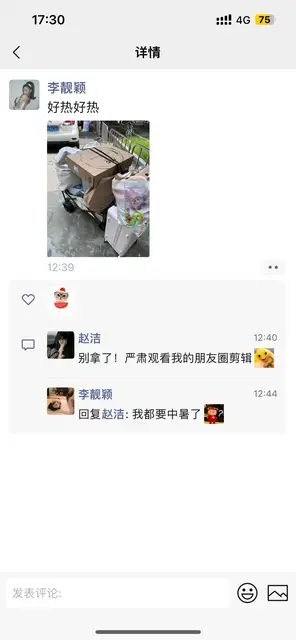 17:30
4G 75
详情
李靓颖
好热好热
12:39
赵洁
12:40
别拿了！严肃观看我的朋友圈剪辑
李靓颖
12:44
回复赵洁: 我都要中暑了
?
发表评论: